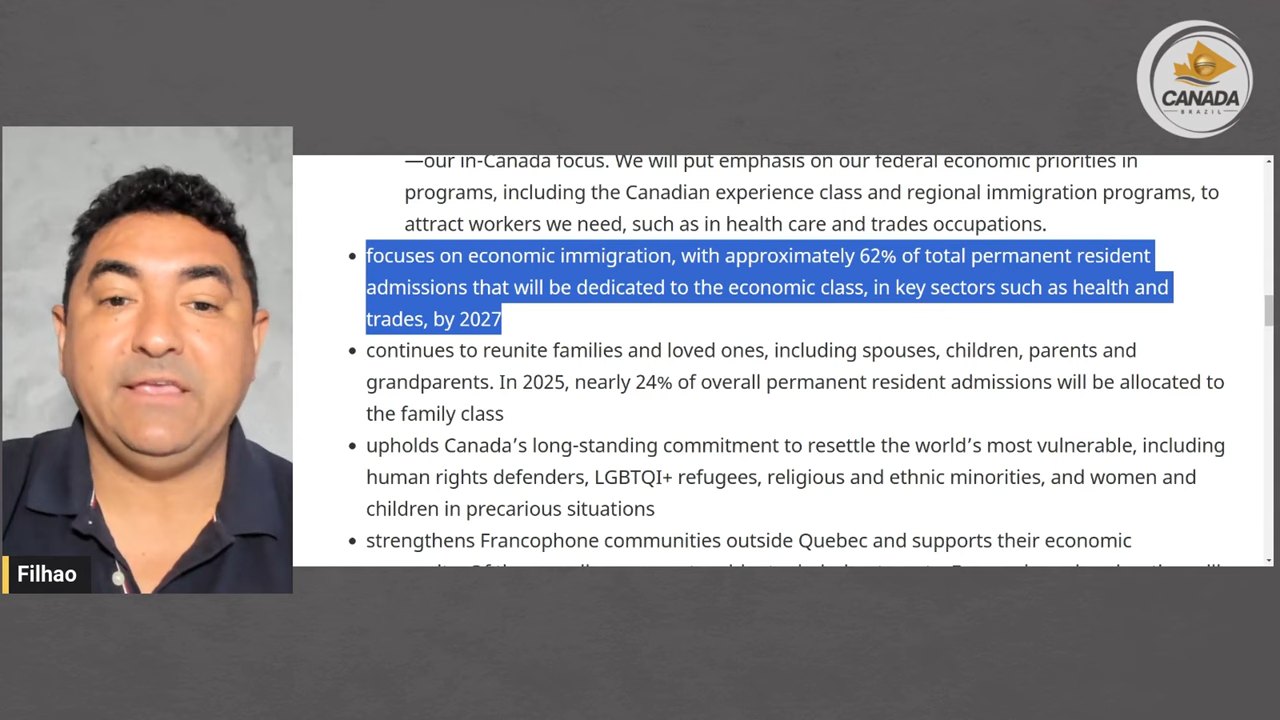 CANADA
BRAZIL
—our in-Canada focus. We will put emphasis on our federal economic priorities in
programs, including the Canadian experience class and regional immigration programs, to
attract workers we need, such as in health care and trades occupations.
• focuses on economic immigration, with approximately 62% of total permanent resident
admissions that will be dedicated to the economic class, in key sectors such as health and
trades, by 2027
• continues to reunite families and loved ones, including spouses, children, parents and
grandparents. In 2025, nearly 24% of overall permanent resident admissions will be allocated to
the family class
• upholds Canada’s long-standing commitment to resettle the world’s most vulnerable, including
human rights defenders, LGBTQI+ refugees, religious and ethnic minorities, and women and
children in precarious situations
• strengthens Francophone communities outside Quebec and supports their economic
Filhao